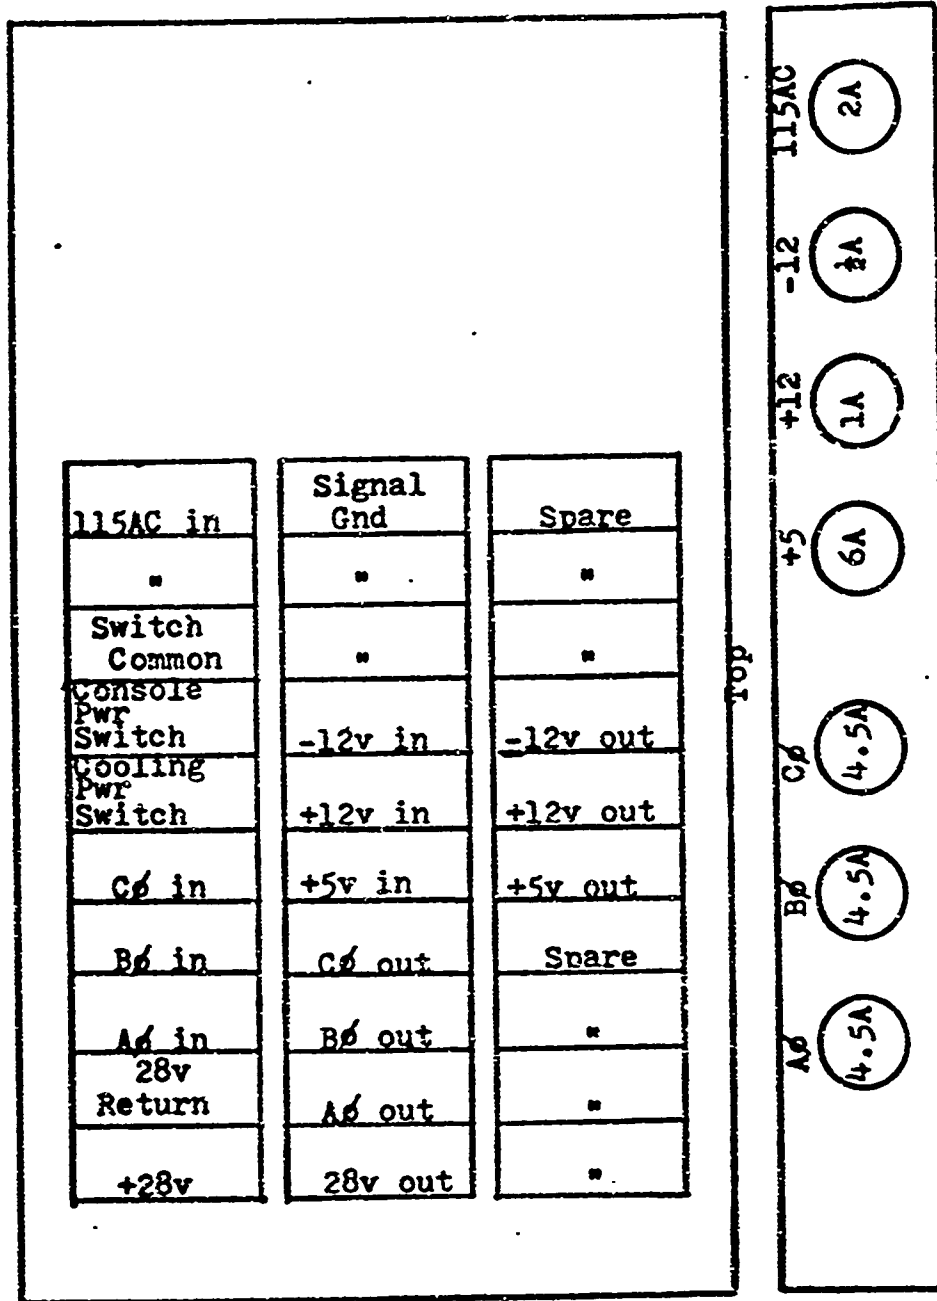 115AC in
"
Switch
Common
Console
Pwr
Switch
Cooling
Pwr
Switch
CØ in
BØ in
AØ in
28v
Return
+28v
Signal
Gnd
"
"
-12v in
+12v in
+5v in
CØ out
BØ out
AØ out
28v out
Spare
"
"
-12v out
+12v out
+5v out
Spare
"
"
"
Top
115AC
2A
-12
½A
+12
1A
+5
6A
CØ
4.5A
BØ
4.5A
AØ
4.5A